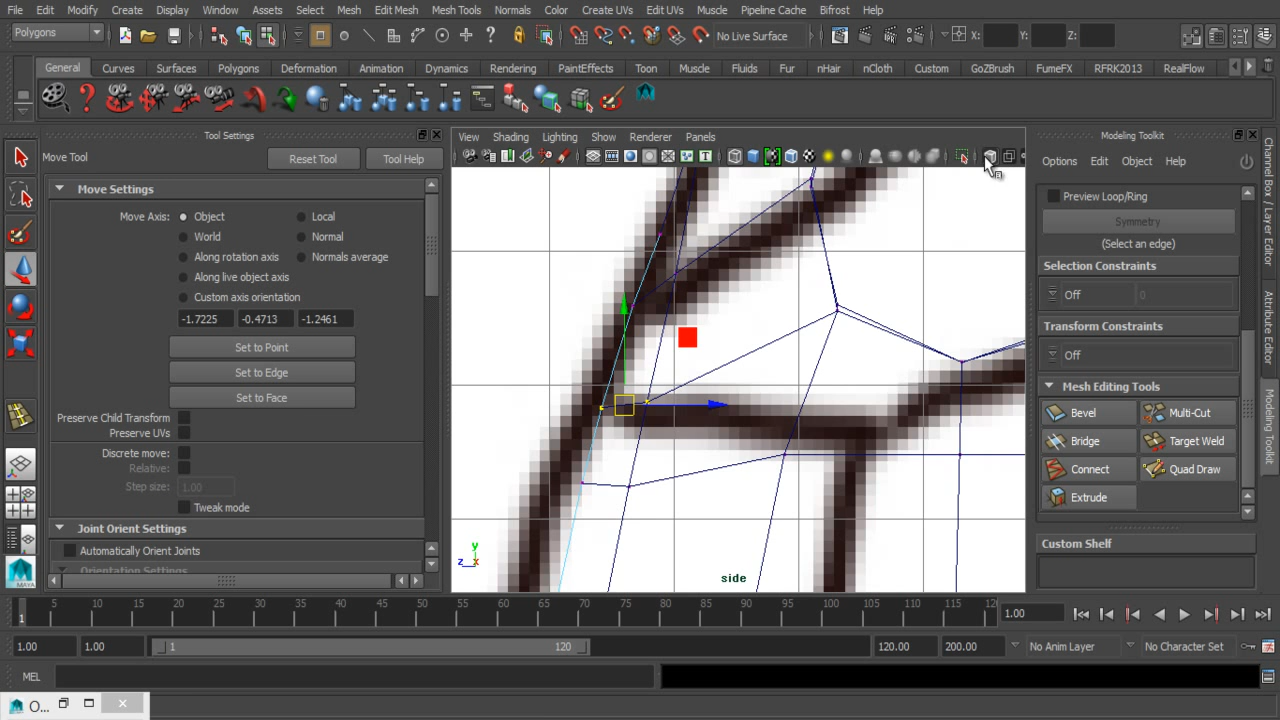 File Edit Modify Create Display Window Assets Select Mesh Edit Mesh Mesh Tools Normals Color Create UVs Edit UVs Muscle Pipeline Cache Bifrost Help
Polygons No Live Surface X: Y: Z:
General Curves Surfaces Polygons Deformation Animation Dynamics Rendering PaintEffects Toon Muscle Fluids Fur nHair nCloth Custom GoZBrush FumeFX RFRK2013 RealFlow
Tool Settings
Move Tool Reset Tool Tool Help
Move Settings
Move Axis: Object Local
World Normal
Along rotation axis Normals average
Along live object axis
Custom axis orientation
-1.7225 -0.4713 -1.2461
Set to Point
Set to Edge
Set to Face
Preserve Child Transform
Preserve UVs
Discrete move:
Relative:
Step size: 1.00
Tweak mode
Joint Orient Settings
Automatically Orient Joints
Orientation Settings
View Shading Lighting Show Renderer Panels
y
z x
side
Modeling Toolkit
Options Edit Object Help
Preview Loop/Ring
Symmetry
(Select an edge)
Selection Constraints
Off 0
Transform Constraints
Off
Mesh Editing Tools
Bevel Multi-Cut
Bridge Target Weld
Connect Quad Draw
Extrude
Custom Shelf
Channel Box / Layer Editor
Attribute Editor
Modeling Toolkit
1 5 10 15 20 25 30 35 40 45 50 55 60 65 70 75 80 85 90 95 100 105 110 115 12 1.00
1.00 1.00 1 120 120.00 200.00 No Anim Layer No Character Set
MEL
MAYA
O...